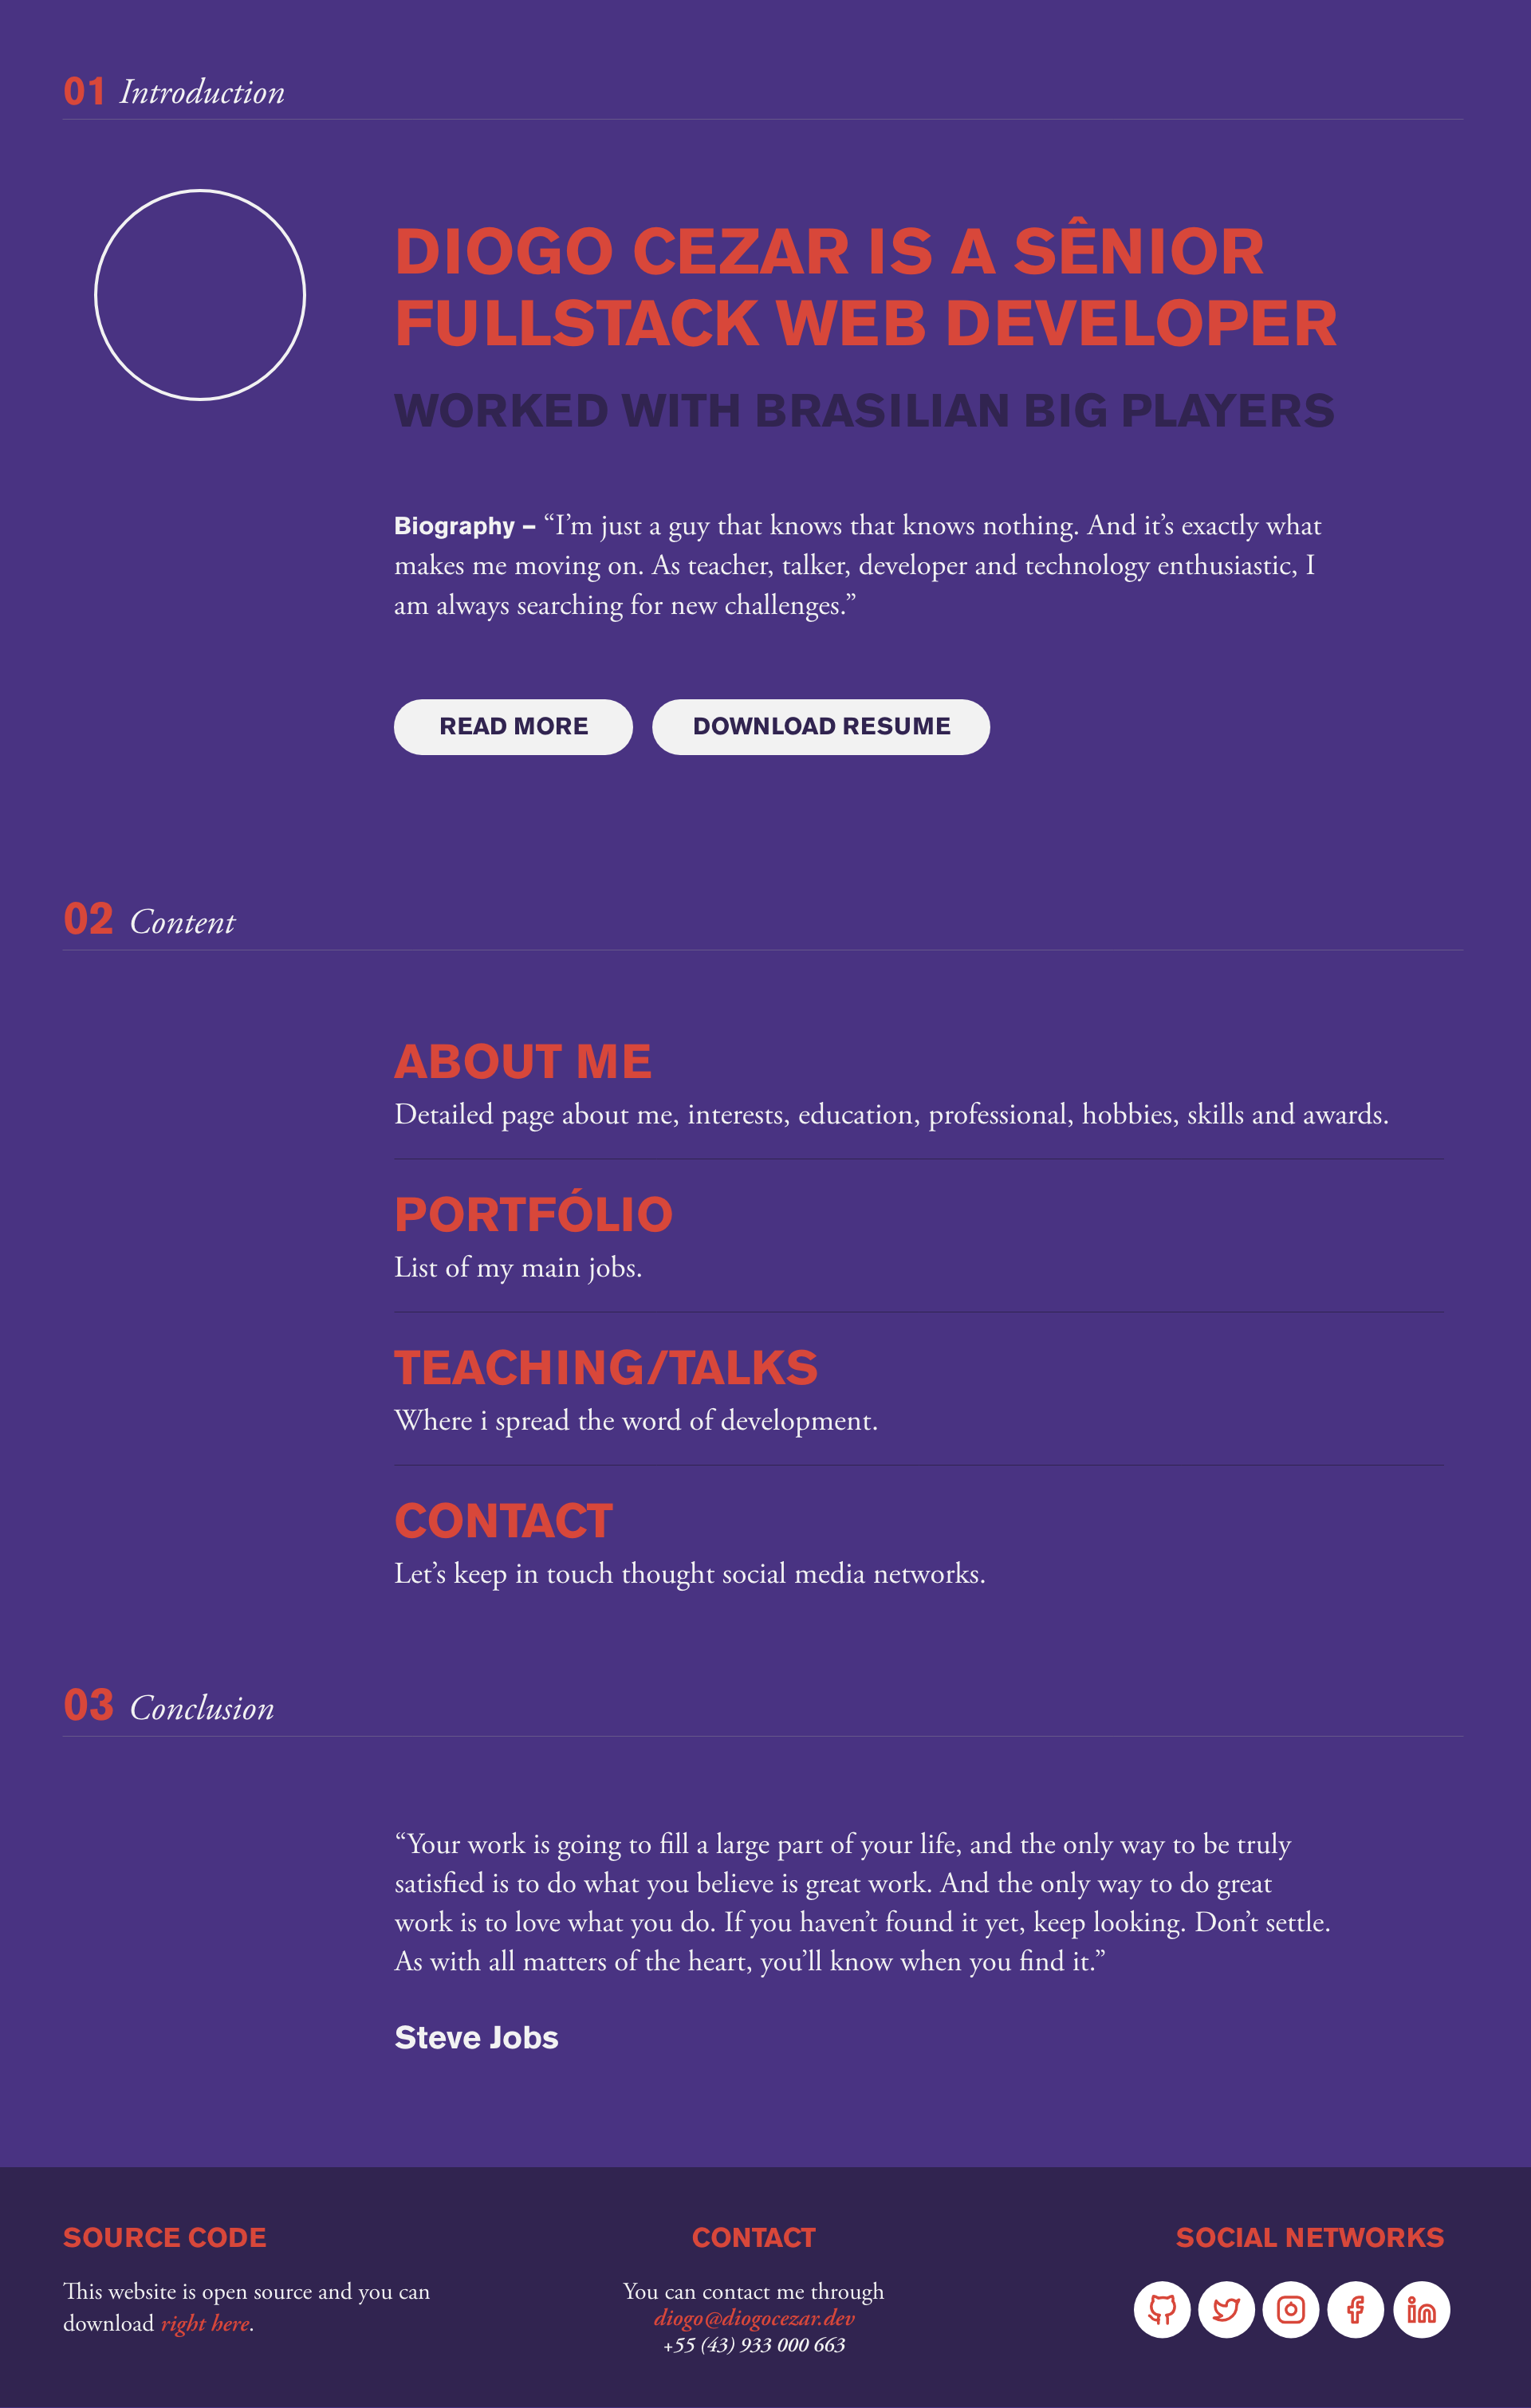 01 Introduction
DIOGO CEZAR IS A SÊNIOR
FULLSTACK WEB DEVELOPER
WORKED WITH BRASILIAN BIG PLAYERS
Biography – “I’m just a guy that knows that knows nothing. And it’s exactly what
makes me moving on. As teacher, talker, developer and technology enthusiastic, I
am always searching for new challenges.”
READ MORE
DOWNLOAD RESUME
02 Content
ABOUT ME
Detailed page about me, interests, education, professional, hobbies, skills and awards.
PORTFÓLIO
List of my main jobs.
TEACHING/TALKS
Where i spread the word of development.
CONTACT
Let’s keep in touch thought social media networks.
03 Conclusion
“Your work is going to fill a large part of your life, and the only way to be truly
satisfied is to do what you believe is great work. And the only way to do great
work is to love what you do. If you haven’t found it yet, keep looking. Don’t settle.
As with all matters of the heart, you’ll know when you find it.”
Steve Jobs
SOURCE CODE
This website is open source and you can
download right here.
CONTACT
You can contact me through
diogo@diogocezar.dev
+55 (43) 933 000 663
SOCIAL NETWORKS